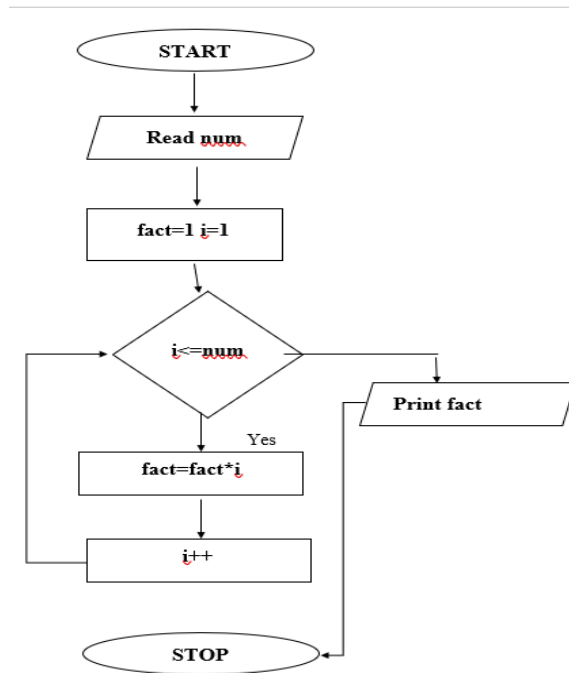 START
Read num
fact=1 i=1
i<=num
Print fact
Yes
fact=fact*i
i++
STOP